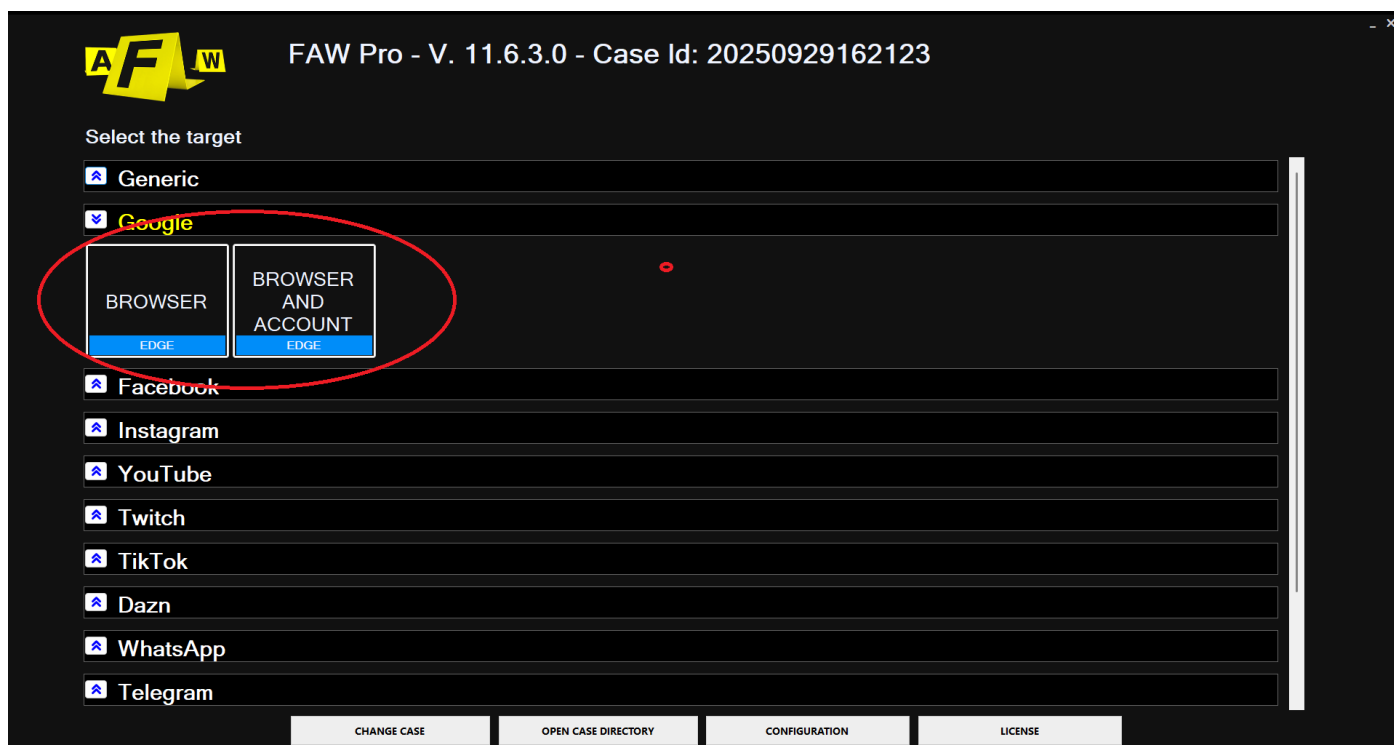 AFW
FAW Pro - V. 11.6.3.0 - Case Id: 20250929162123
Select the target
Generic
Google
BROWSER
EDGE
BROWSER
AND
ACCOUNT
EDGE
Facebook
Instagram
YouTube
Twitch
TikTok
Dazn
WhatsApp
Telegram
CHANGE CASE
OPEN CASE DIRECTORY
CONFIGURATION
LICENSE